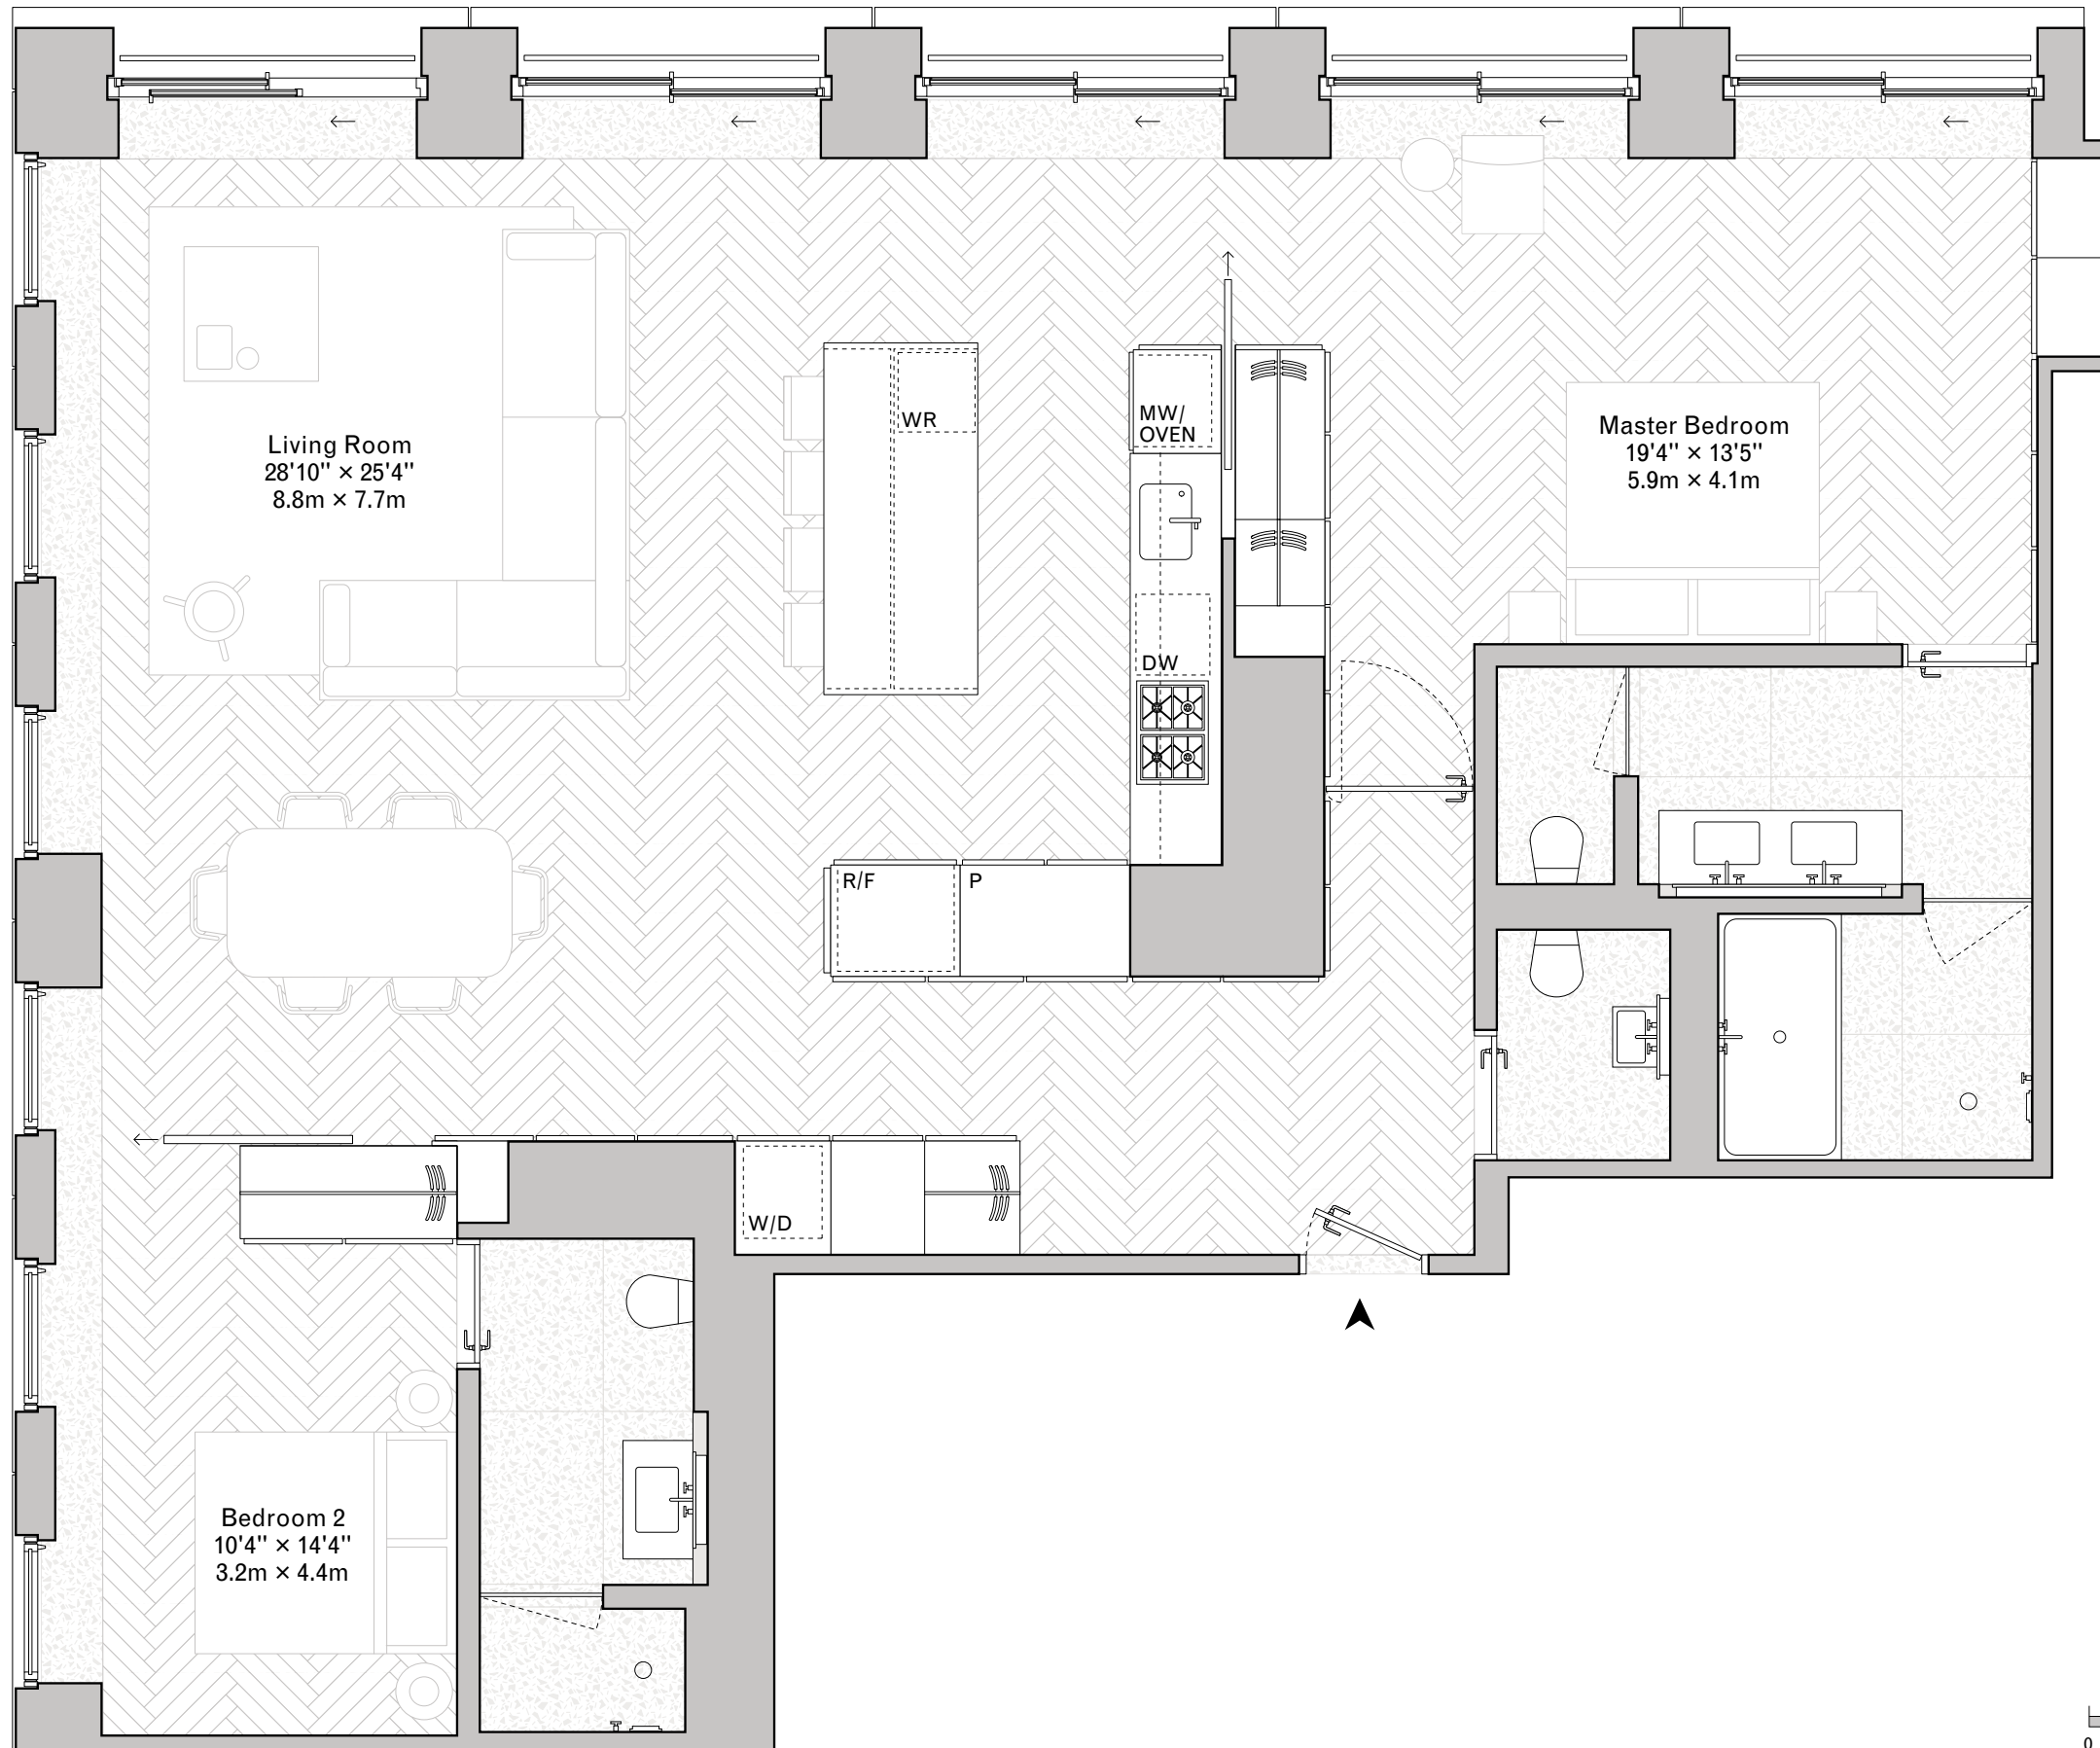 Living Room
28'10" × 25'4"
8.8m × 7.7m
WR
MW/
OVEN
DW
Master Bedroom
19'4" × 13'5"
5.9m × 4.1m
R/F
P
W/D
Bedroom 2
10'4" × 14'4"
3.2m × 4.4m
0